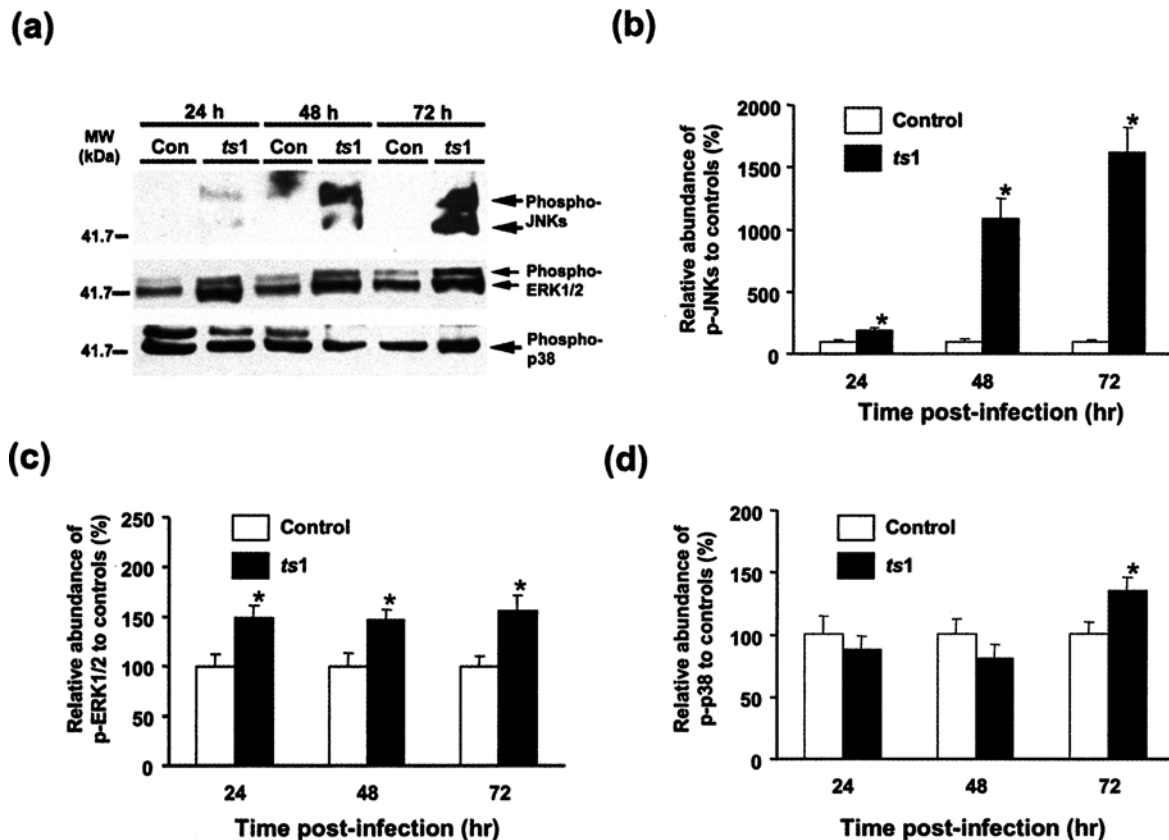 (a)
24 h 48 h 72 h
MW
(kDa)
Con ts1 Con ts1 Con ts1
Phospho-
JNKs
41.7
Phospho-
ERK1/2
41.7
Phospho-
p38
41.7
(b)
Relative abundance of
p-JNKs to controls (%)
2000
1500
1000
500
0
Control
ts1
*
*
*
24 48 72
Time post-infection (hr)
(c)
Relative abundance of
p-ERK1/2 to controls (%)
250
200
150
100
50
0
Control
ts1
*
*
*
24 48 72
Time post-infection (hr)
(d)
Relative abundance of
p-p38 to controls (%)
200
150
100
50
0
Control
ts1
*
24 48 72
Time post-infection (hr)